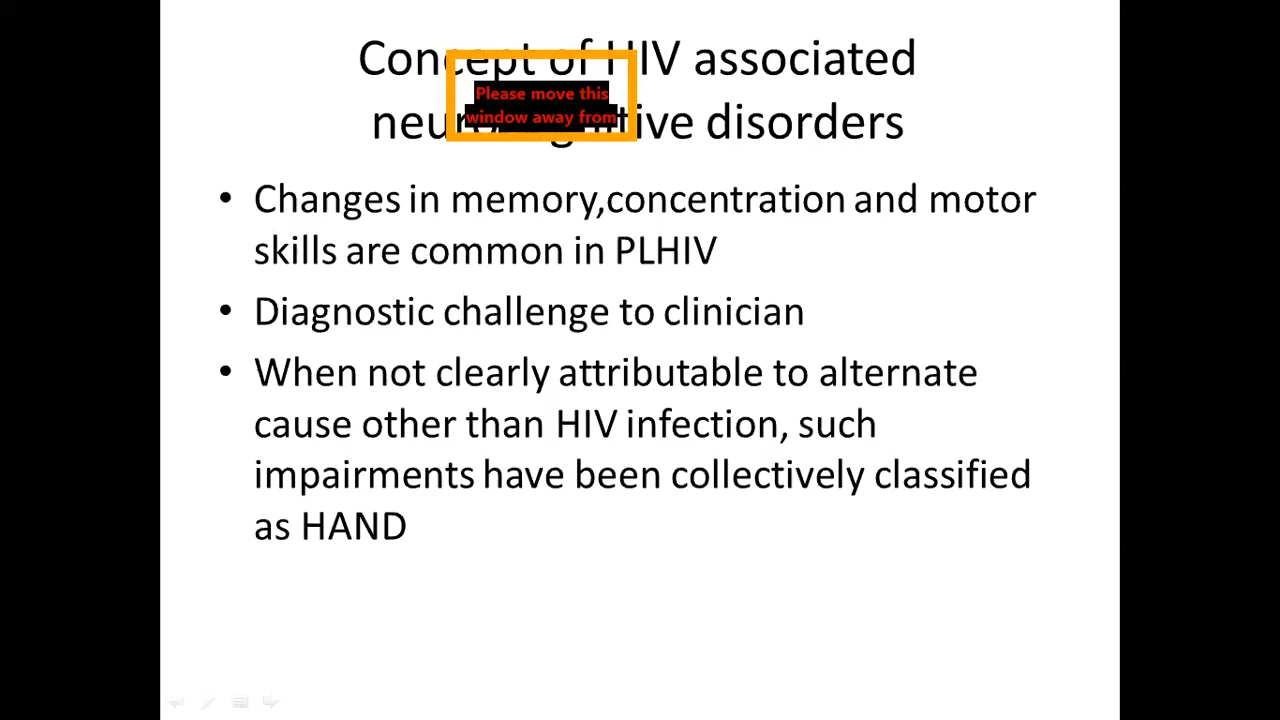 Concept of HIV associated
disorders
Please move this
window away from
• Changes in memory,concentration and motor
skills are common in PLHIV
• Diagnostic challenge to clinician
• When not clearly attributable to alternate
cause other than HIV infection, such
impairments have been collectively classified
as HAND